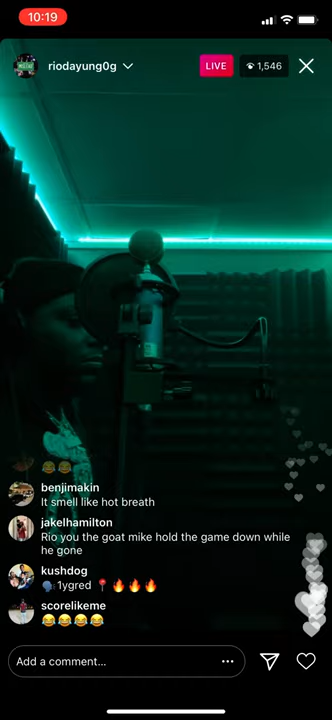 10:19
riodayung0g
LIVE
1,546
benjimakin
It smell like hot breath
jakelhamilton
Rio you the goat mike hold the game down while
he gone
kushdog
🗣️ 1ygred 📍 🔥🔥🔥
scorelikeme
😂😂😂😂
Add a comment...